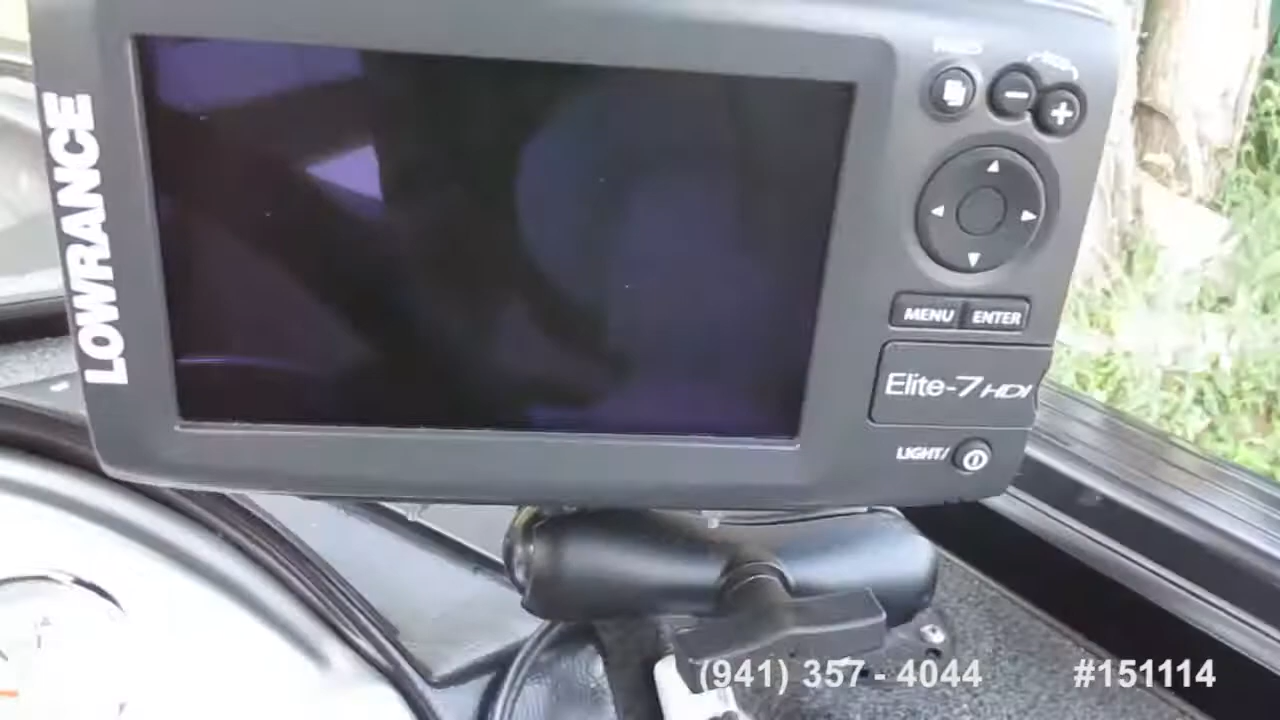 LOWRANCE
MENU ENTER
Elite-7 HDI
LIGHT/
(941) 357 - 4044 #151114